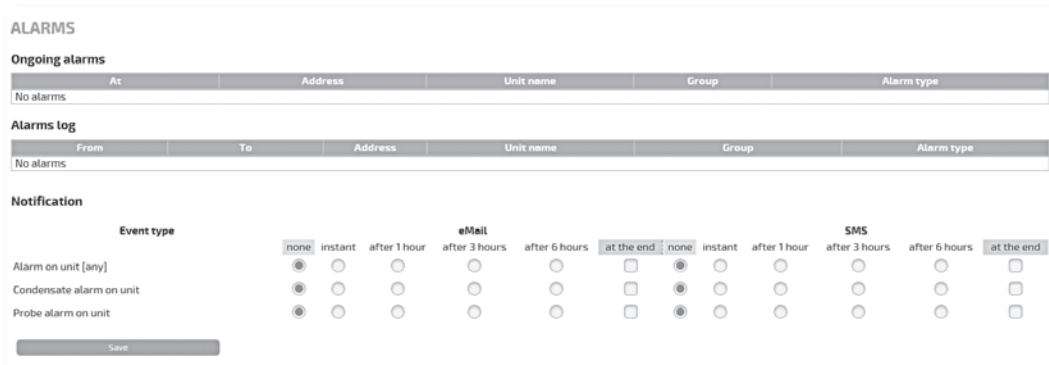 ALARMS
Ongoing alarms
At Address Unit name Group Alarm type
No alarms
Alarms log
From To Address Unit name Group Alarm type
No alarms
Notification
Event type eMail SMS
none instant after 1 hour after 3 hours after 6 hours at the end none instant after 1 hour after 3 hours after 6 hours at the end
Alarm on unit [any]
Condensate alarm on unit
Probe alarm on unit
Save